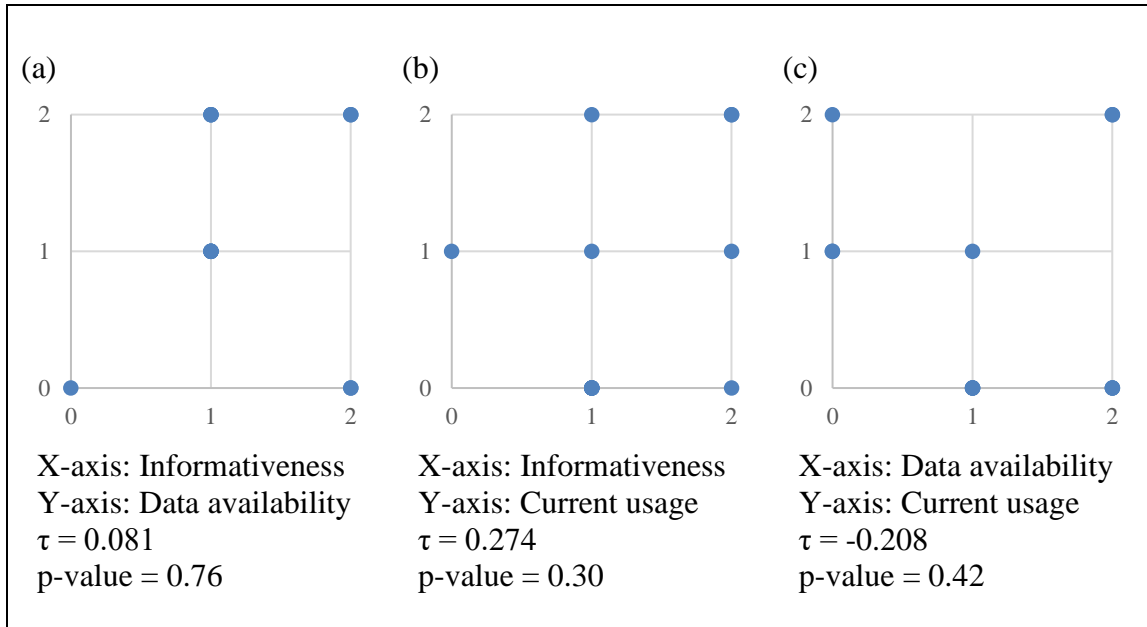 (a) (b) (c)
2 2 2
1 1 1
0 0 0
0 1 2 0 1 2 0 1 2
X-axis: Informativeness X-axis: Informativeness X-axis: Data availability
Y-axis: Data availability Y-axis: Current usage Y-axis: Current usage
τ = 0.081 τ = 0.274 τ = -0.208
p-value = 0.76 p-value = 0.30 p-value = 0.42